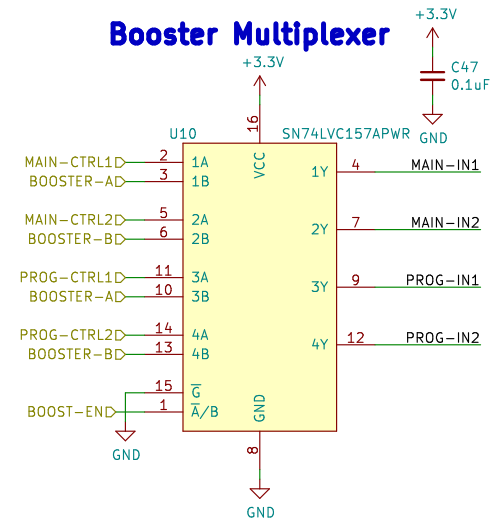 Booster Multiplexer
+3.3V
C47
0.1uF
GND
+3.3V
16
U10
SN74LVC157APWR
VCC
MAIN-CTRL1 2 1A
BOOSTER-A 3 1B
1Y 4 MAIN-IN1
MAIN-CTRL2 5 2A
BOOSTER-B 6 2B
2Y 7 MAIN-IN2
PROG-CTRL1 11 3A
BOOSTER-A 10 3B
3Y 9 PROG-IN1
PROG-CTRL2 14 4A
BOOSTER-B 13 4B
4Y 12 PROG-IN2
15 G̅
BOOST-EN 1 A̅/B
GND
GND
8
GND